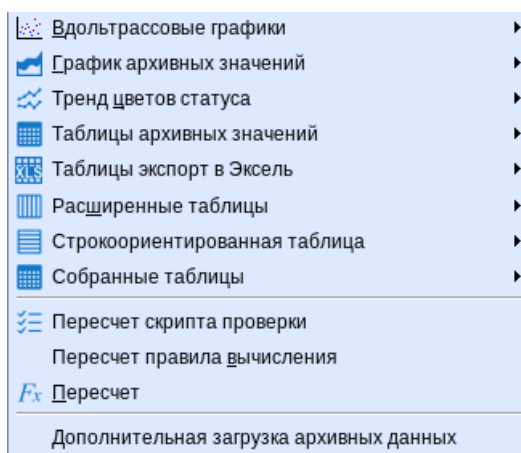 Вдольтрассовые графики
График архивных значений
Тренд цветов статуса
Таблицы архивных значений
XLS Таблицы экспорт в Эксель
Расширенные таблицы
Строкоориентированная таблица
Собранные таблицы
Пересчет скрипта проверки
Пересчет правила вычисления
Fx Пересчет
Дополнительная загрузка архивных данных